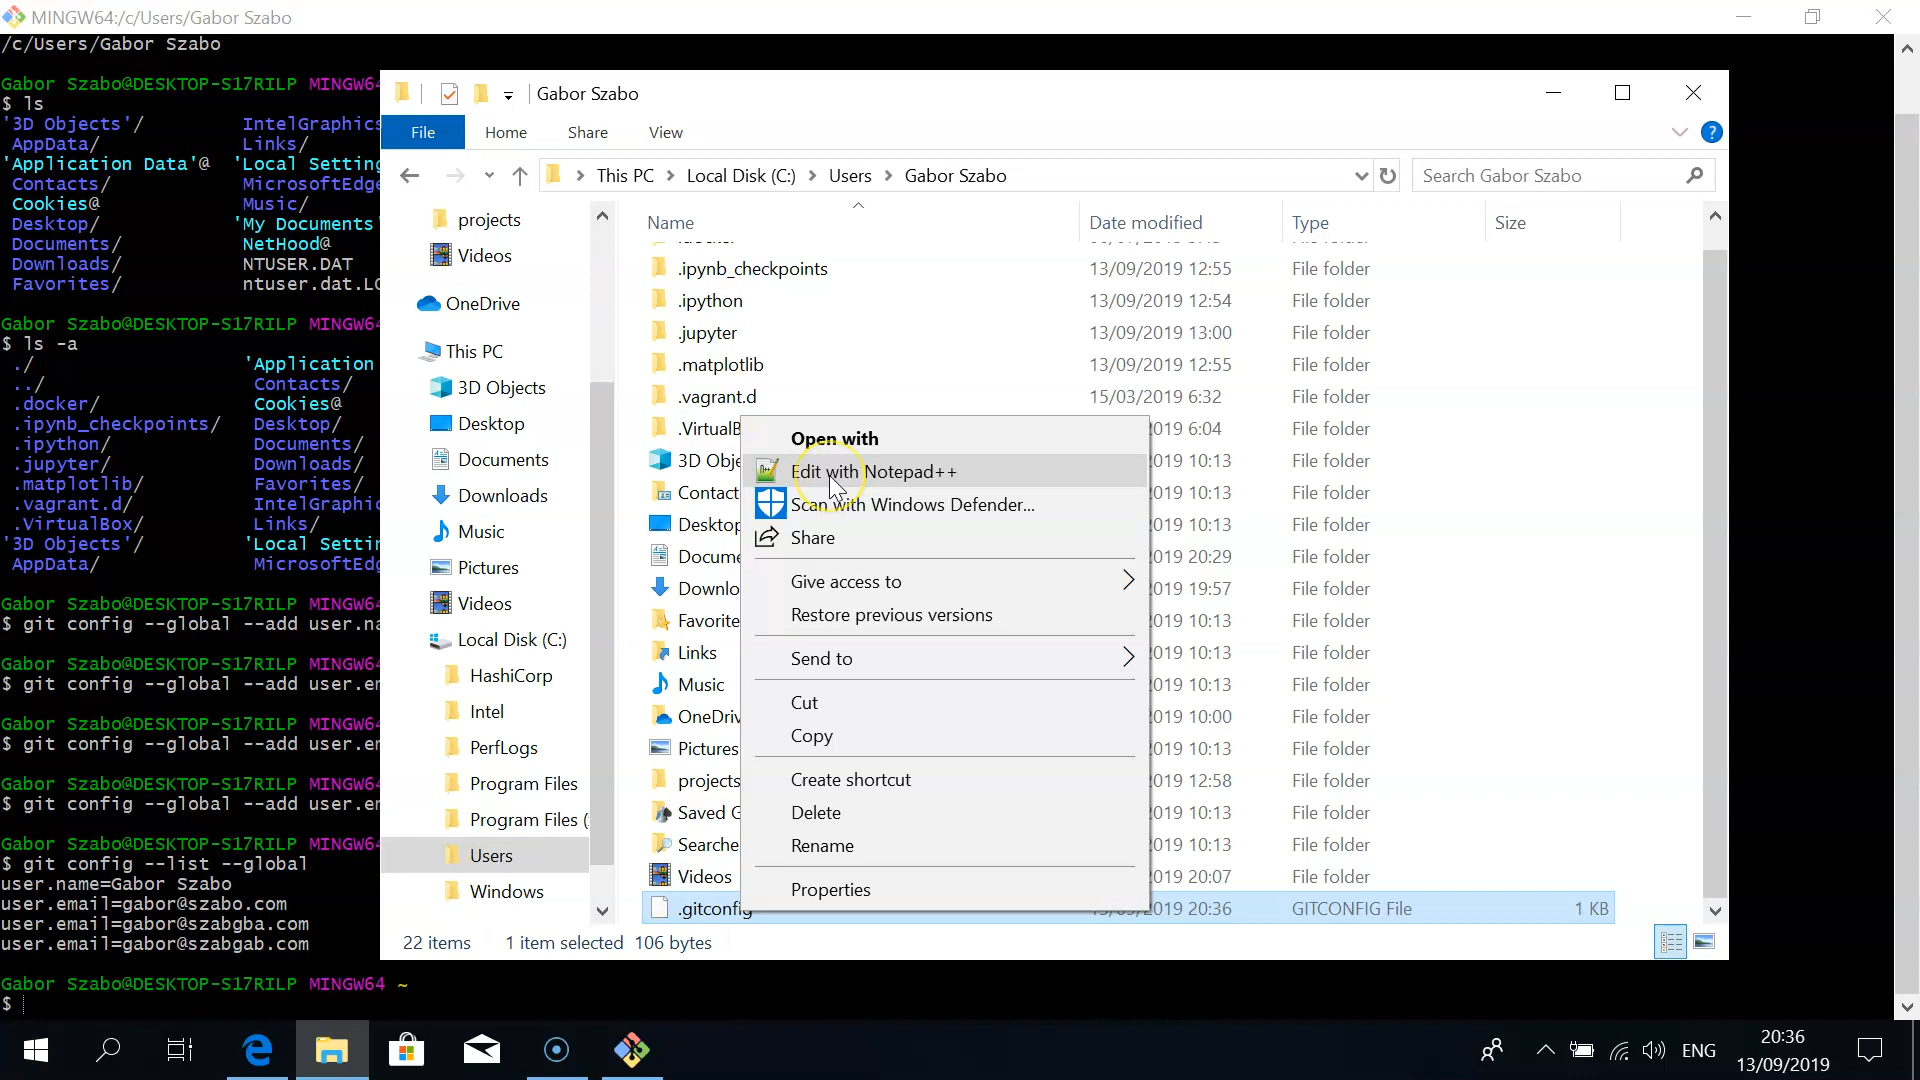 MINGW64:/c/Users/Gabor Szabo
/c/Users/Gabor Szabo
Gabor Szabo@DESKTOP-S17RILP MINGW64
$ ls
'3D Objects'/ IntelGraphics
AppData/ Links/
'Application Data'@ 'Local Setting
Contacts/ MicrosoftEdge
Cookies@ Music/
Desktop/ 'My Documents'
Documents/ NetHood@
Downloads/ NTUSER.DAT
Favorites/ ntuser.dat.LO
Gabor Szabo@DESKTOP-S17RILP MINGW64
$ ls -a
./ 'Application
../ Contacts/
.docker/ Cookies@
.ipynb_checkpoints/ Desktop/
.ipython/ Documents/
.jupyter/ Downloads/
.matplotlib/ Favorites/
.vagrant.d/ IntelGraphi
.VirtualBox/ Links/
'3D Objects'/ 'Local Settin
AppData/ MicrosoftEdg
Gabor Szabo@DESKTOP-S17RILP MINGW64
$ git config --global --add user.na
Gabor Szabo@DESKTOP-S17RILP MINGW64
$ git config --global --add user.em
Gabor Szabo@DESKTOP-S17RILP MINGW64
$ git config --global --add user.em
Gabor Szabo@DESKTOP-S17RILP MINGW64
$ git config --global --add user.em
Gabor Szabo@DESKTOP-S17RILP MINGW64
$ git config --list --global
user.name=Gabor Szabo
user.email=gabor@szabo.com
user.email=gabor@szabgba.com
user.email=gabor@szabgab.com
Gabor Szabo@DESKTOP-S17RILP MINGW64 ~
$
Gabor Szabo
File Home Share View
This PC > Local Disk (C:) > Users > Gabor Szabo
Search Gabor Szabo
projects
Videos
OneDrive
This PC
3D Objects
Desktop
Documents
Downloads
Music
Pictures
Videos
Local Disk (C:)
HashiCorp
Intel
PerfLogs
Program Files
Program Files (
Users
Windows
Name Date modified Type Size
.ipynb_checkpoints 13/09/2019 12:55 File folder
.ipython 13/09/2019 12:54 File folder
.jupyter 13/09/2019 13:00 File folder
.matplotlib 13/09/2019 12:55 File folder
.vagrant.d 15/03/2019 6:32 File folder
.VirtualB 019 6:04 File folder
3D Obje 019 10:13 File folder
Contact 019 10:13 File folder
Desktop 019 10:13 File folder
Docume 019 20:29 File folder
Downlo 019 19:57 File folder
Favorite 019 10:13 File folder
Links 019 10:13 File folder
Music 019 10:13 File folder
OneDriv 019 10:00 File folder
Pictures 019 10:13 File folder
projects 019 12:58 File folder
Saved G 019 10:13 File folder
Searche 019 10:13 File folder
Videos 019 20:07 File folder
.gitconfig 13/09/2019 20:36 GITCONFIG File 1 KB
Open with
Edit with Notepad++
Scan with Windows Defender...
Share
Give access to
Restore previous versions
Send to
Cut
Copy
Create shortcut
Delete
Rename
Properties
22 items 1 item selected 106 bytes
ENG
20:36
13/09/2019